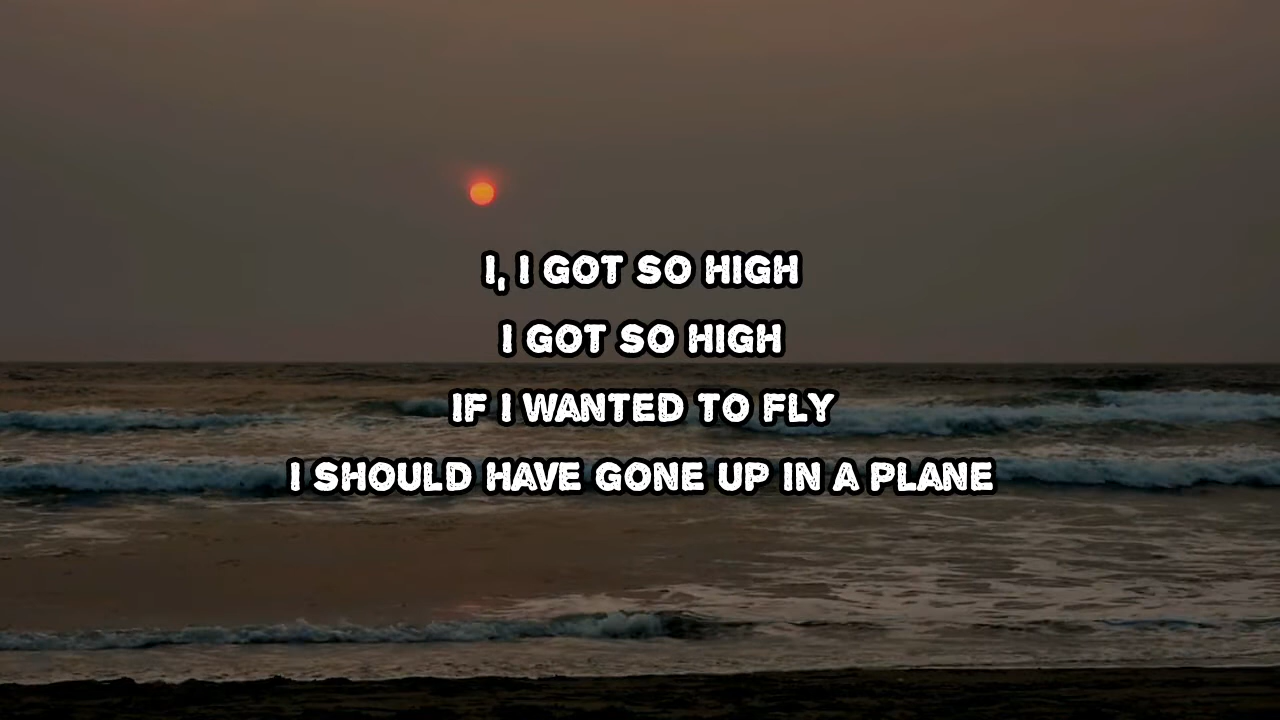 I, I GOT SO HIGH
I GOT SO HIGH
IF I WANTED TO FLY
I SHOULD HAVE GONE UP IN A PLANE